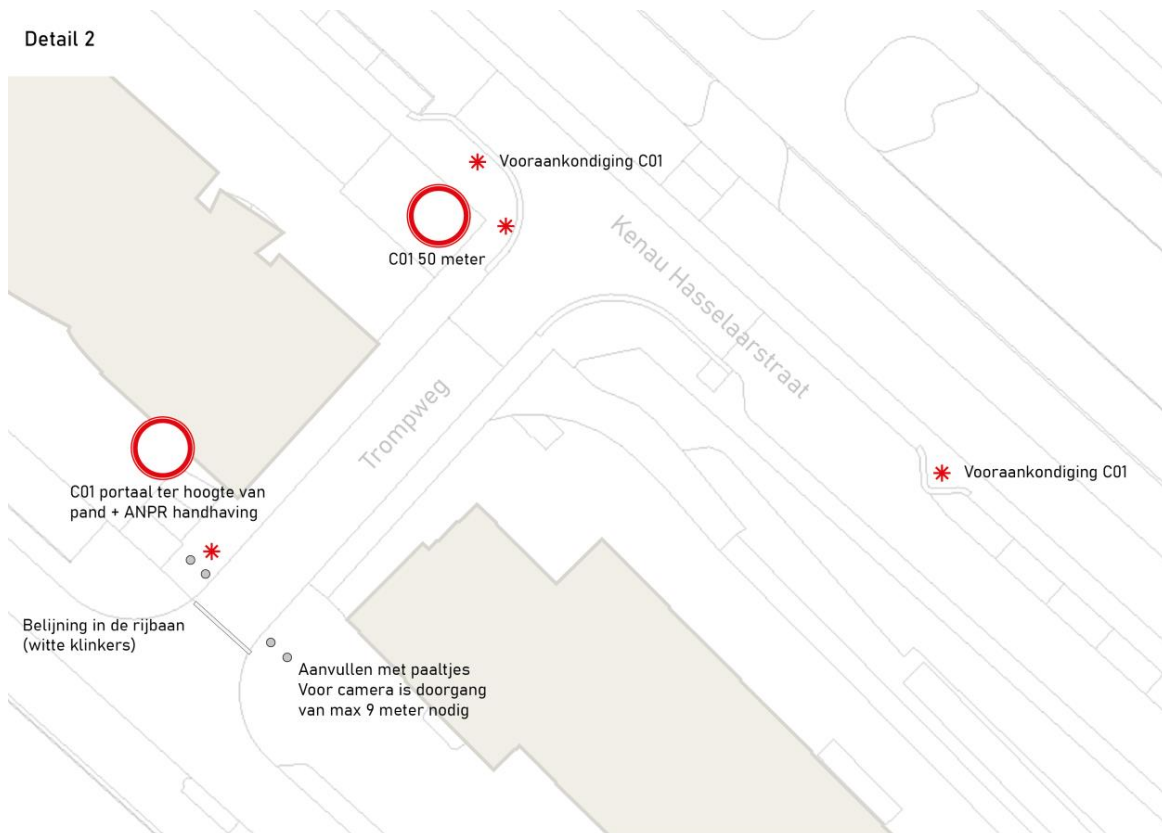 Detail 2
Vooraankondiging C01
C01 50 meter
Kenau Hasselaarstraat
Trompweg
Vooraankondiging C01
C01 portaal ter hoogte van
pand + ANPR handhaving
Belijning in de rijbaan
(witte klinkers)
Aanvullen met paaltjes
Voor camera is doorgang
van max 9 meter nodig